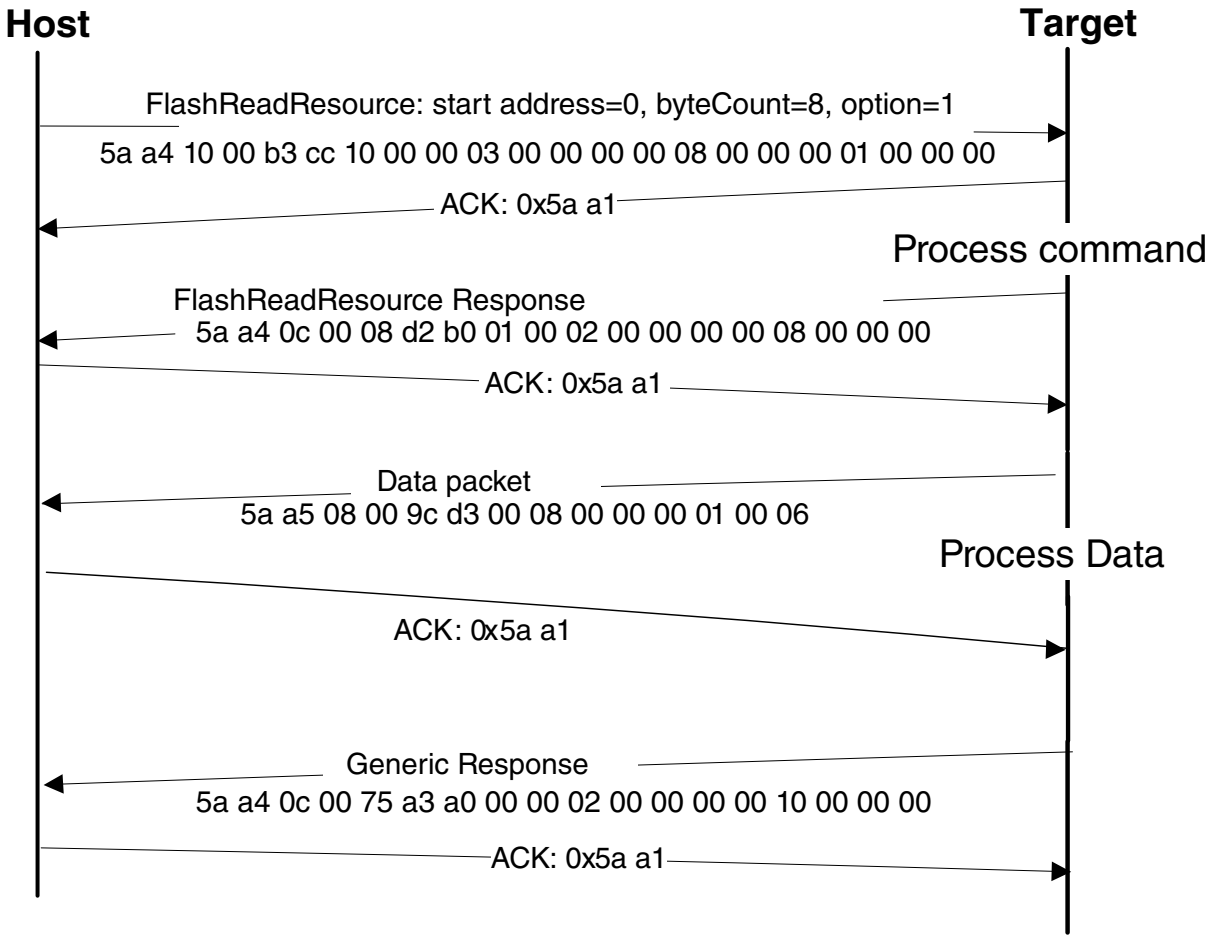 Host
Target
FlashReadResource: start address=0, byteCount=8, option=1
5a a4 10 00 b3 cc 10 00 00 03 00 00 00 00 08 00 00 00 01 00 00 00
ACK: 0x5a a1
Process command
FlashReadResource Response
5a a4 0c 00 08 d2 b0 01 00 02 00 00 00 00 08 00 00 00
ACK: 0x5a a1
Data packet
5a a5 08 00 9c d3 00 08 00 00 00 01 00 06
Process Data
ACK: 0x5a a1
Generic Response
5a a4 0c 00 75 a3 a0 00 00 02 00 00 00 00 10 00 00 00
ACK: 0x5a a1